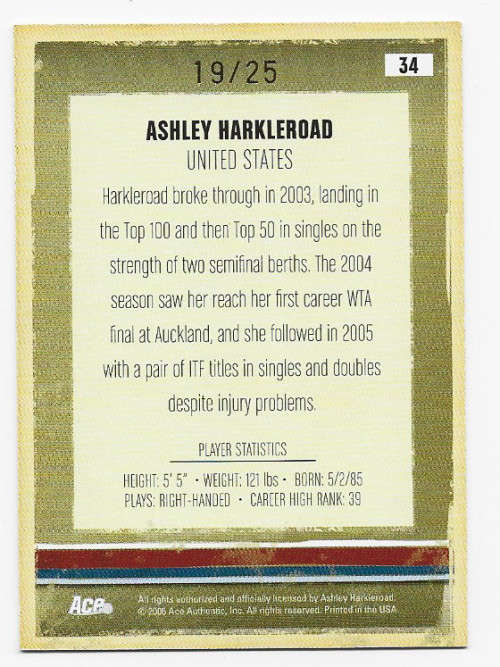 19/25
34
ASHLEY HARKLEROAD
UNITED STATES
Harkleroad broke through in 2003, landing in
the Top 100 and then Top 50 in singles on the
strength of two semifinal berths. The 2004
season saw her reach her first career WTA
final at Auckland, and she followed in 2005
with a pair of ITF titles in singles and doubles
despite injury problems.
PLAYER STATISTICS
HEIGHT: 5' 5" • WEIGHT: 121 lbs • BORN: 5/2/85
PLAYS: RIGHT-HANDED • CAREER HIGH RANK: 39
Ace
All rights authorized and officially licensed by Ashley Harkleroad.
© 2006 Ace Authentic, Inc. All rights reserved. Printed in the USA